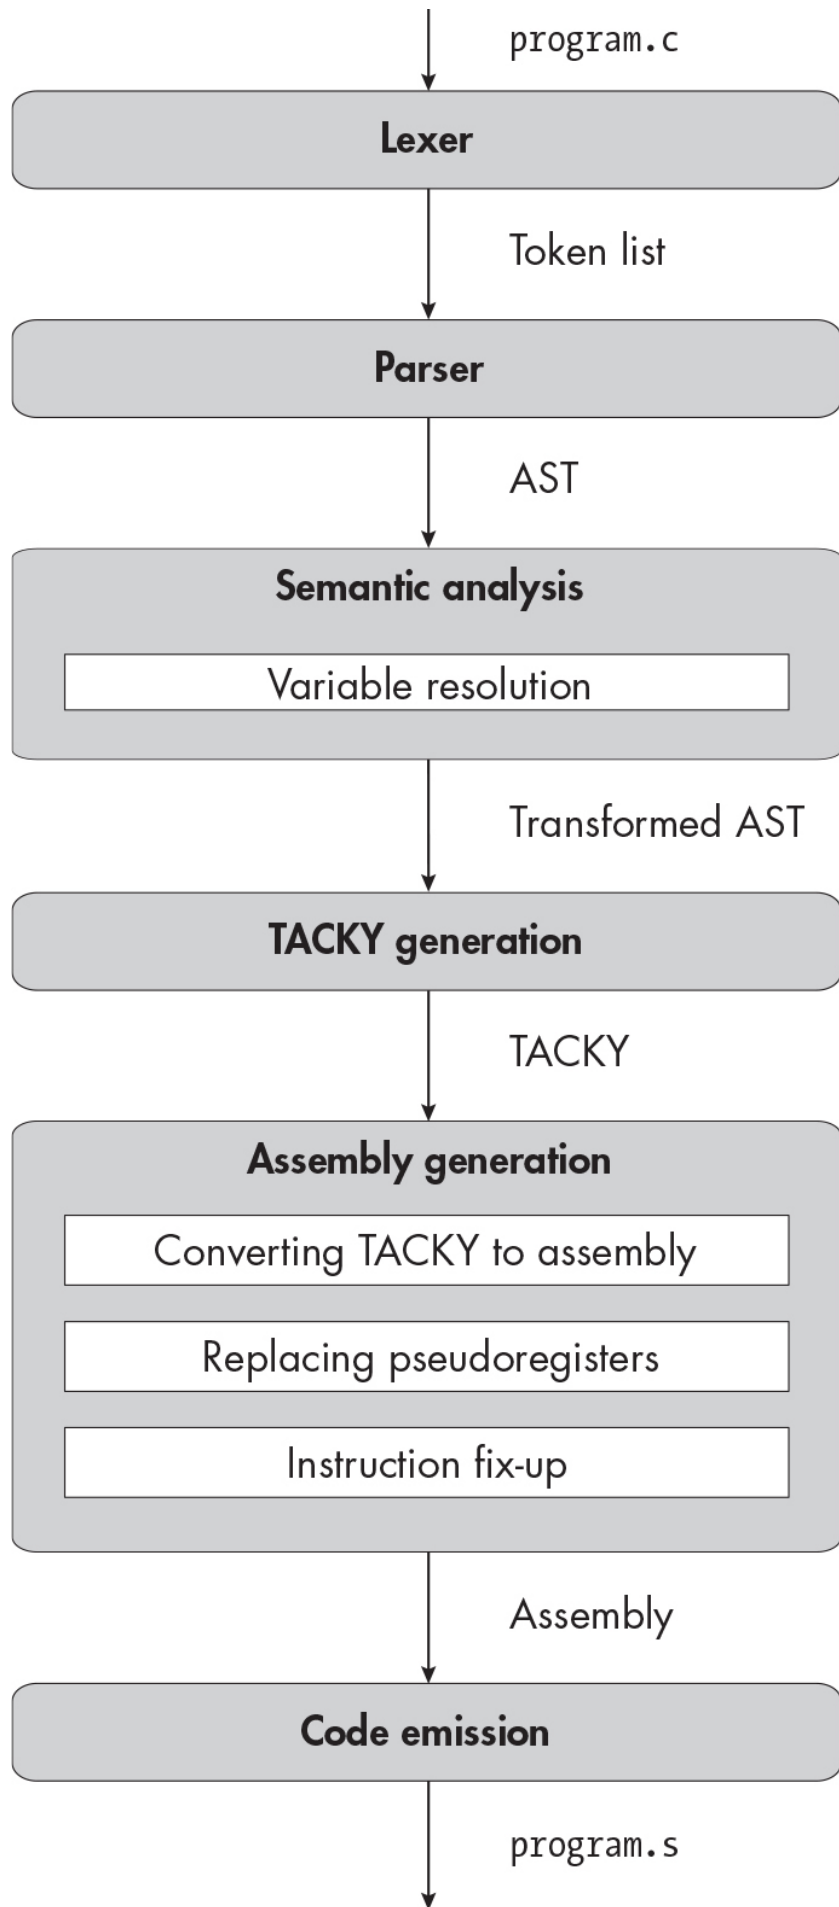 program.c
Lexer
Token list
Parser
AST
Semantic analysis
Variable resolution
Transformed AST
TACKY generation
TACKY
Assembly generation
Converting TACKY to assembly
Replacing pseudoregisters
Instruction fix-up
Assembly
Code emission
program.s